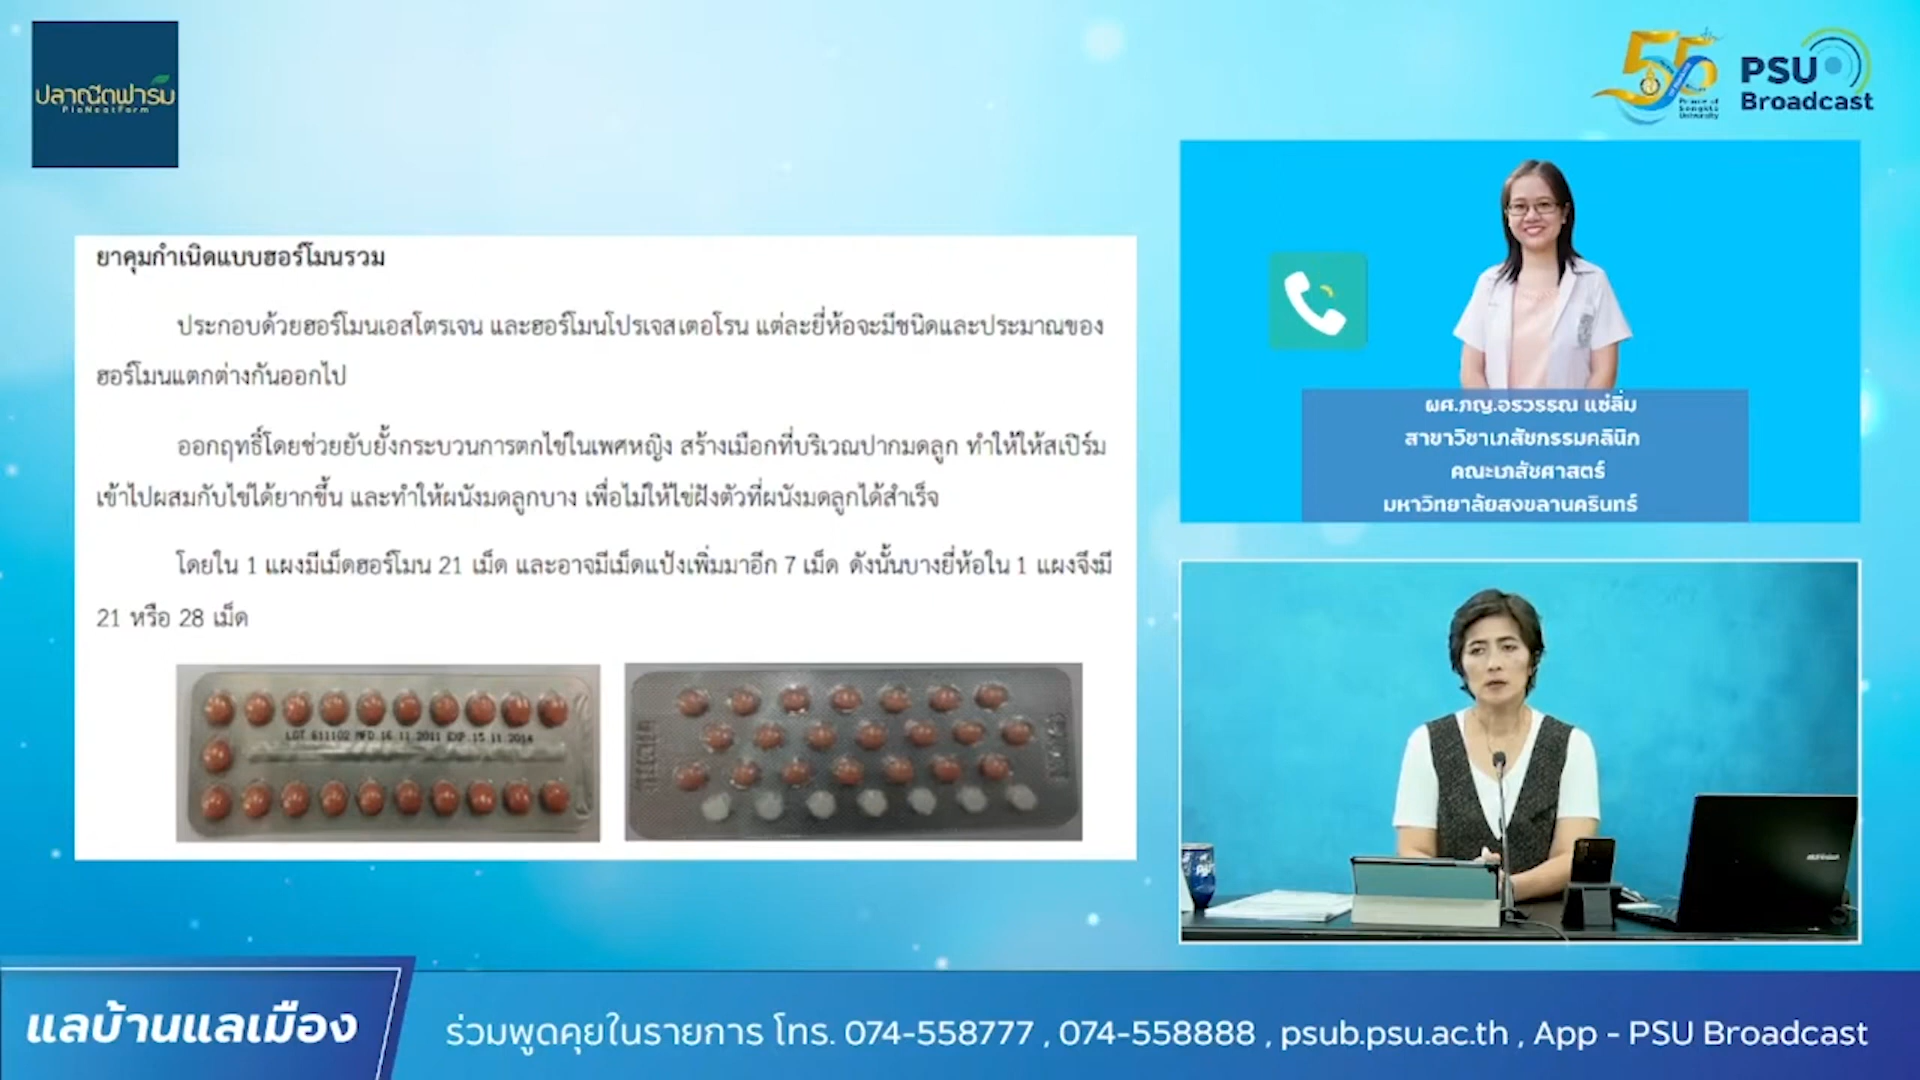 ปลาณีตฟาร์ม
PlaNeatFarm
55th
Prince of
Songkla
University
PSU
Broadcast
ยาคุมกำเนิดแบบฮอร์โมนรวม
ประกอบด้วยฮอร์โมนเอสโตรเจน และฮอร์โมนโปรเจสเตอโรน แต่ละยี่ห้อจะมีชนิดและประมาณของ
ฮอร์โมนแตกต่างกันออกไป
ออกฤทธิ์โดยช่วยยับยั้งกระบวนการตกไข่ในเพศหญิง สร้างเมือกที่บริเวณปากมดลูก ทำให้ให้สเปิร์ม
เข้าไปผสมกับไข่ได้ยากขึ้น และทำให้ผนังมดลูกบาง เพื่อไม่ให้ไข่ฝังตัวที่ผนังมดลูกได้สำเร็จ
โดยใน 1 แผงมีเม็ดฮอร์โมน 21 เม็ด และอาจมีเม็ดแป้งเพิ่มมาอีก 7 เม็ด ดังนั้นบางยี่ห้อใน 1 แผงจึงมี
21 หรือ 28 เม็ด
LOT 611102 MFD.16.11.2011 EXP.15.11.2014
ผศ.ภญ.อรวรรณ แซ่ลิ่ม
สาขาวิชาเภสัชกรรมคลินิก
คณะเภสัชศาสตร์
มหาวิทยาลัยสงขลานครินทร์
แลบ้านแลเมือง
ร่วมพูดคุยในรายการ โทร. 074-558777 , 074-558888 , psub.psu.ac.th , App - PSU Broadcast